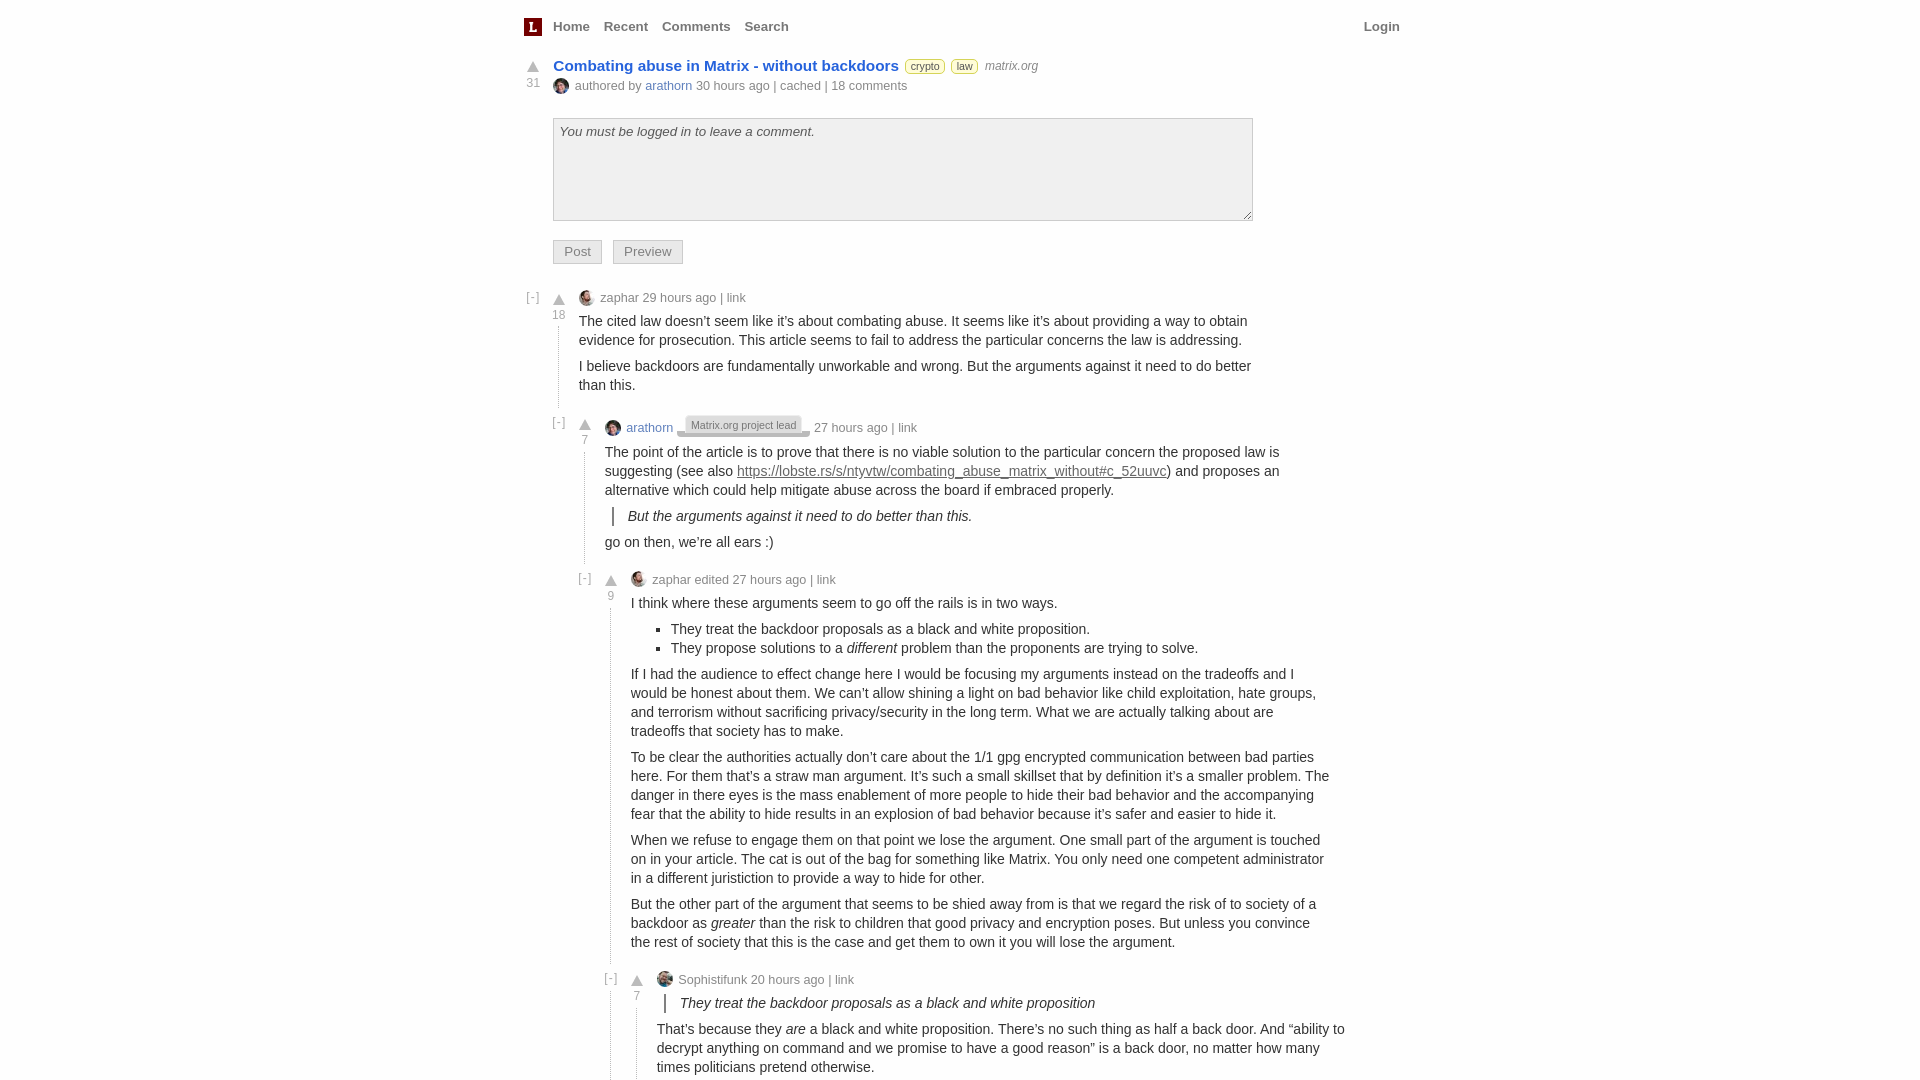 L Home Recent Comments Search Login
Combating abuse in Matrix - without backdoors crypto law matrix.org
31 authored by arathorn 30 hours ago | cached | 18 comments
You must be logged in to leave a comment.
Post Preview
[-] zaphar 29 hours ago | link
18
The cited law doesn’t seem like it’s about combating abuse. It seems like it’s about providing a way to obtain
evidence for prosecution. This article seems to fail to address the particular concerns the law is addressing.
I believe backdoors are fundamentally unworkable and wrong. But the arguments against it need to do better
than this.
[-] arathorn Matrix.org project lead 27 hours ago | link
7
The point of the article is to prove that there is no viable solution to the particular concern the proposed law is
suggesting (see also https://lobste.rs/s/ntyvtw/combating_abuse_matrix_without#c_52uuvc) and proposes an
alternative which could help mitigate abuse across the board if embraced properly.
But the arguments against it need to do better than this.
go on then, we’re all ears :)
[-] zaphar edited 27 hours ago | link
9
I think where these arguments seem to go off the rails is in two ways.
▪ They treat the backdoor proposals as a black and white proposition.
▪ They propose solutions to a different problem than the proponents are trying to solve.
If I had the audience to effect change here I would be focusing my arguments instead on the tradeoffs and I
would be honest about them. We can’t allow shining a light on bad behavior like child exploitation, hate groups,
and terrorism without sacrificing privacy/security in the long term. What we are actually talking about are
tradeoffs that society has to make.
To be clear the authorities actually don’t care about the 1/1 gpg encrypted communication between bad parties
here. For them that’s a straw man argument. It’s such a small skillset that by definition it’s a smaller problem. The
danger in there eyes is the mass enablement of more people to hide their bad behavior and the accompanying
fear that the ability to hide results in an explosion of bad behavior because it’s safer and easier to hide it.
When we refuse to engage them on that point we lose the argument. One small part of the argument is touched
on in your article. The cat is out of the bag for something like Matrix. You only need one competent administrator
in a different juristiction to provide a way to hide for other.
But the other part of the argument that seems to be shied away from is that we regard the risk of to society of a
backdoor as greater than the risk to children that good privacy and encryption poses. But unless you convince
the rest of society that this is the case and get them to own it you will lose the argument.
[-] Sophistifunk 20 hours ago | link
7
They treat the backdoor proposals as a black and white proposition
That’s because they are a black and white proposition. There’s no such thing as half a back door. And “ability to
decrypt anything on command and we promise to have a good reason” is a back door, no matter how many
times politicians pretend otherwise.